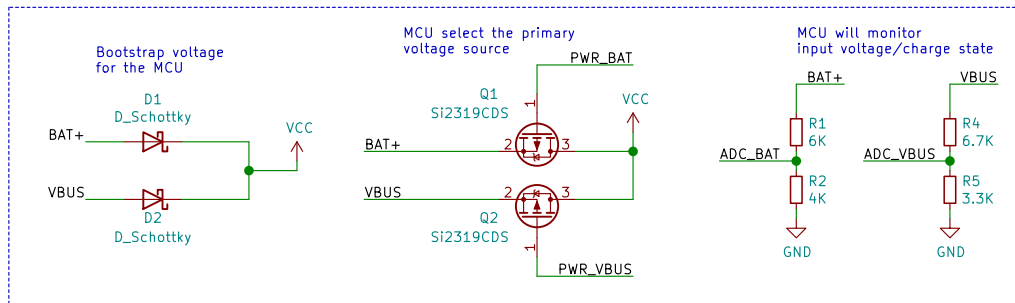 Bootstrap voltage
for the MCU
D1
D_Schottky
BAT+
VCC
VBUS
D2
D_Schottky
MCU select the primary
voltage source
PWR_BAT
Q1
Si2319CDS
1
VCC
BAT+
2
3
VBUS
2
3
Q2
Si2319CDS
1
PWR_VBUS
MCU will monitor
input voltage/charge state
BAT+
VBUS
R1
6K
R4
6.7K
ADC_BAT
ADC_VBUS
R2
4K
R5
3.3K
GND
GND